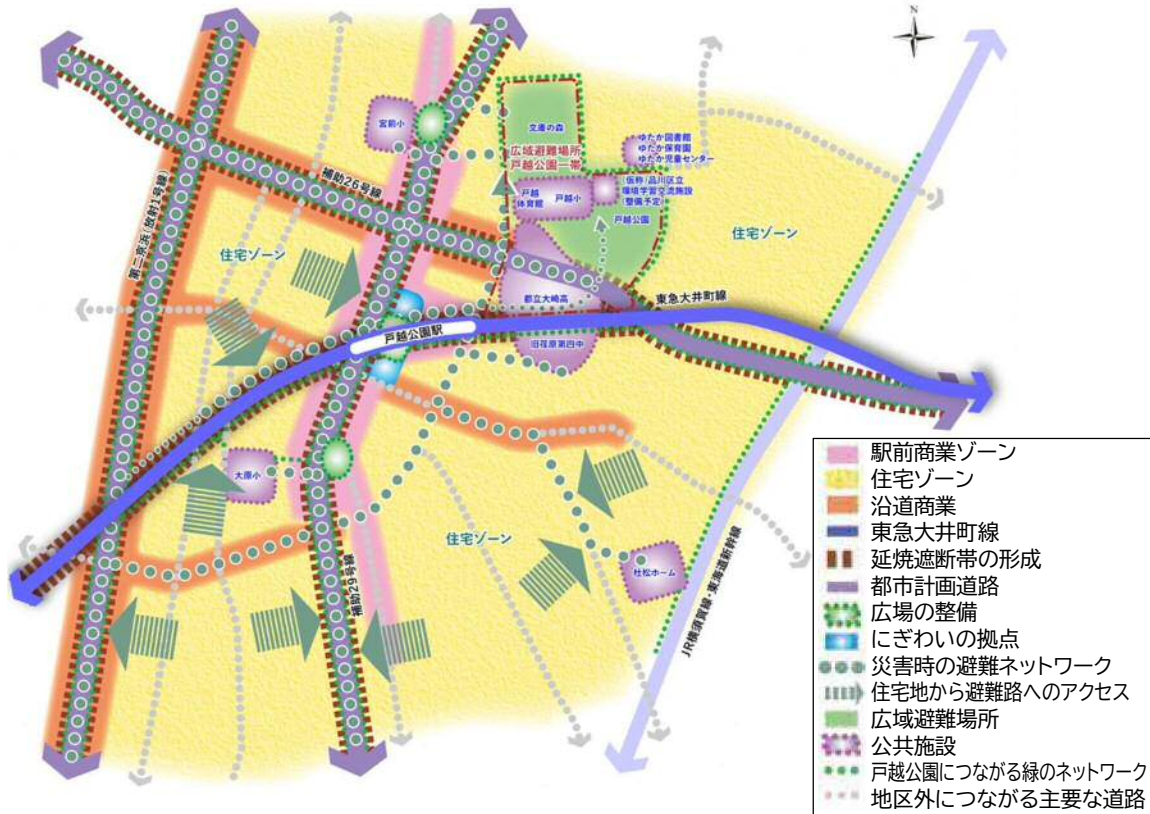 N
宮前小
文庫の森
広域避難場所
戸越公園一帯
ゆたか図書館
ゆたか保育園
ゆたか児童センター
戸越
体育館
戸越小
(仮称)品川区立
環境学習交流施設
(整備予定)
戸越公園
補助26号線
第二京浜(放射1号線)
住宅ゾーン
住宅ゾーン
都立大崎高
東急大井町線
戸越公園駅
旧荏原第四中
大原小
住宅ゾーン
杜松ホーム
補助29号線
JR横須賀線・東海道新幹線
駅前商業ゾーン
住宅ゾーン
沿道商業
東急大井町線
延焼遮断帯の形成
都市計画道路
広場の整備
にぎわいの拠点
災害時の避難ネットワーク
住宅地から避難路へのアクセス
広域避難場所
公共施設
戸越公園につながる緑のネットワーク
地区外につながる主要な道路